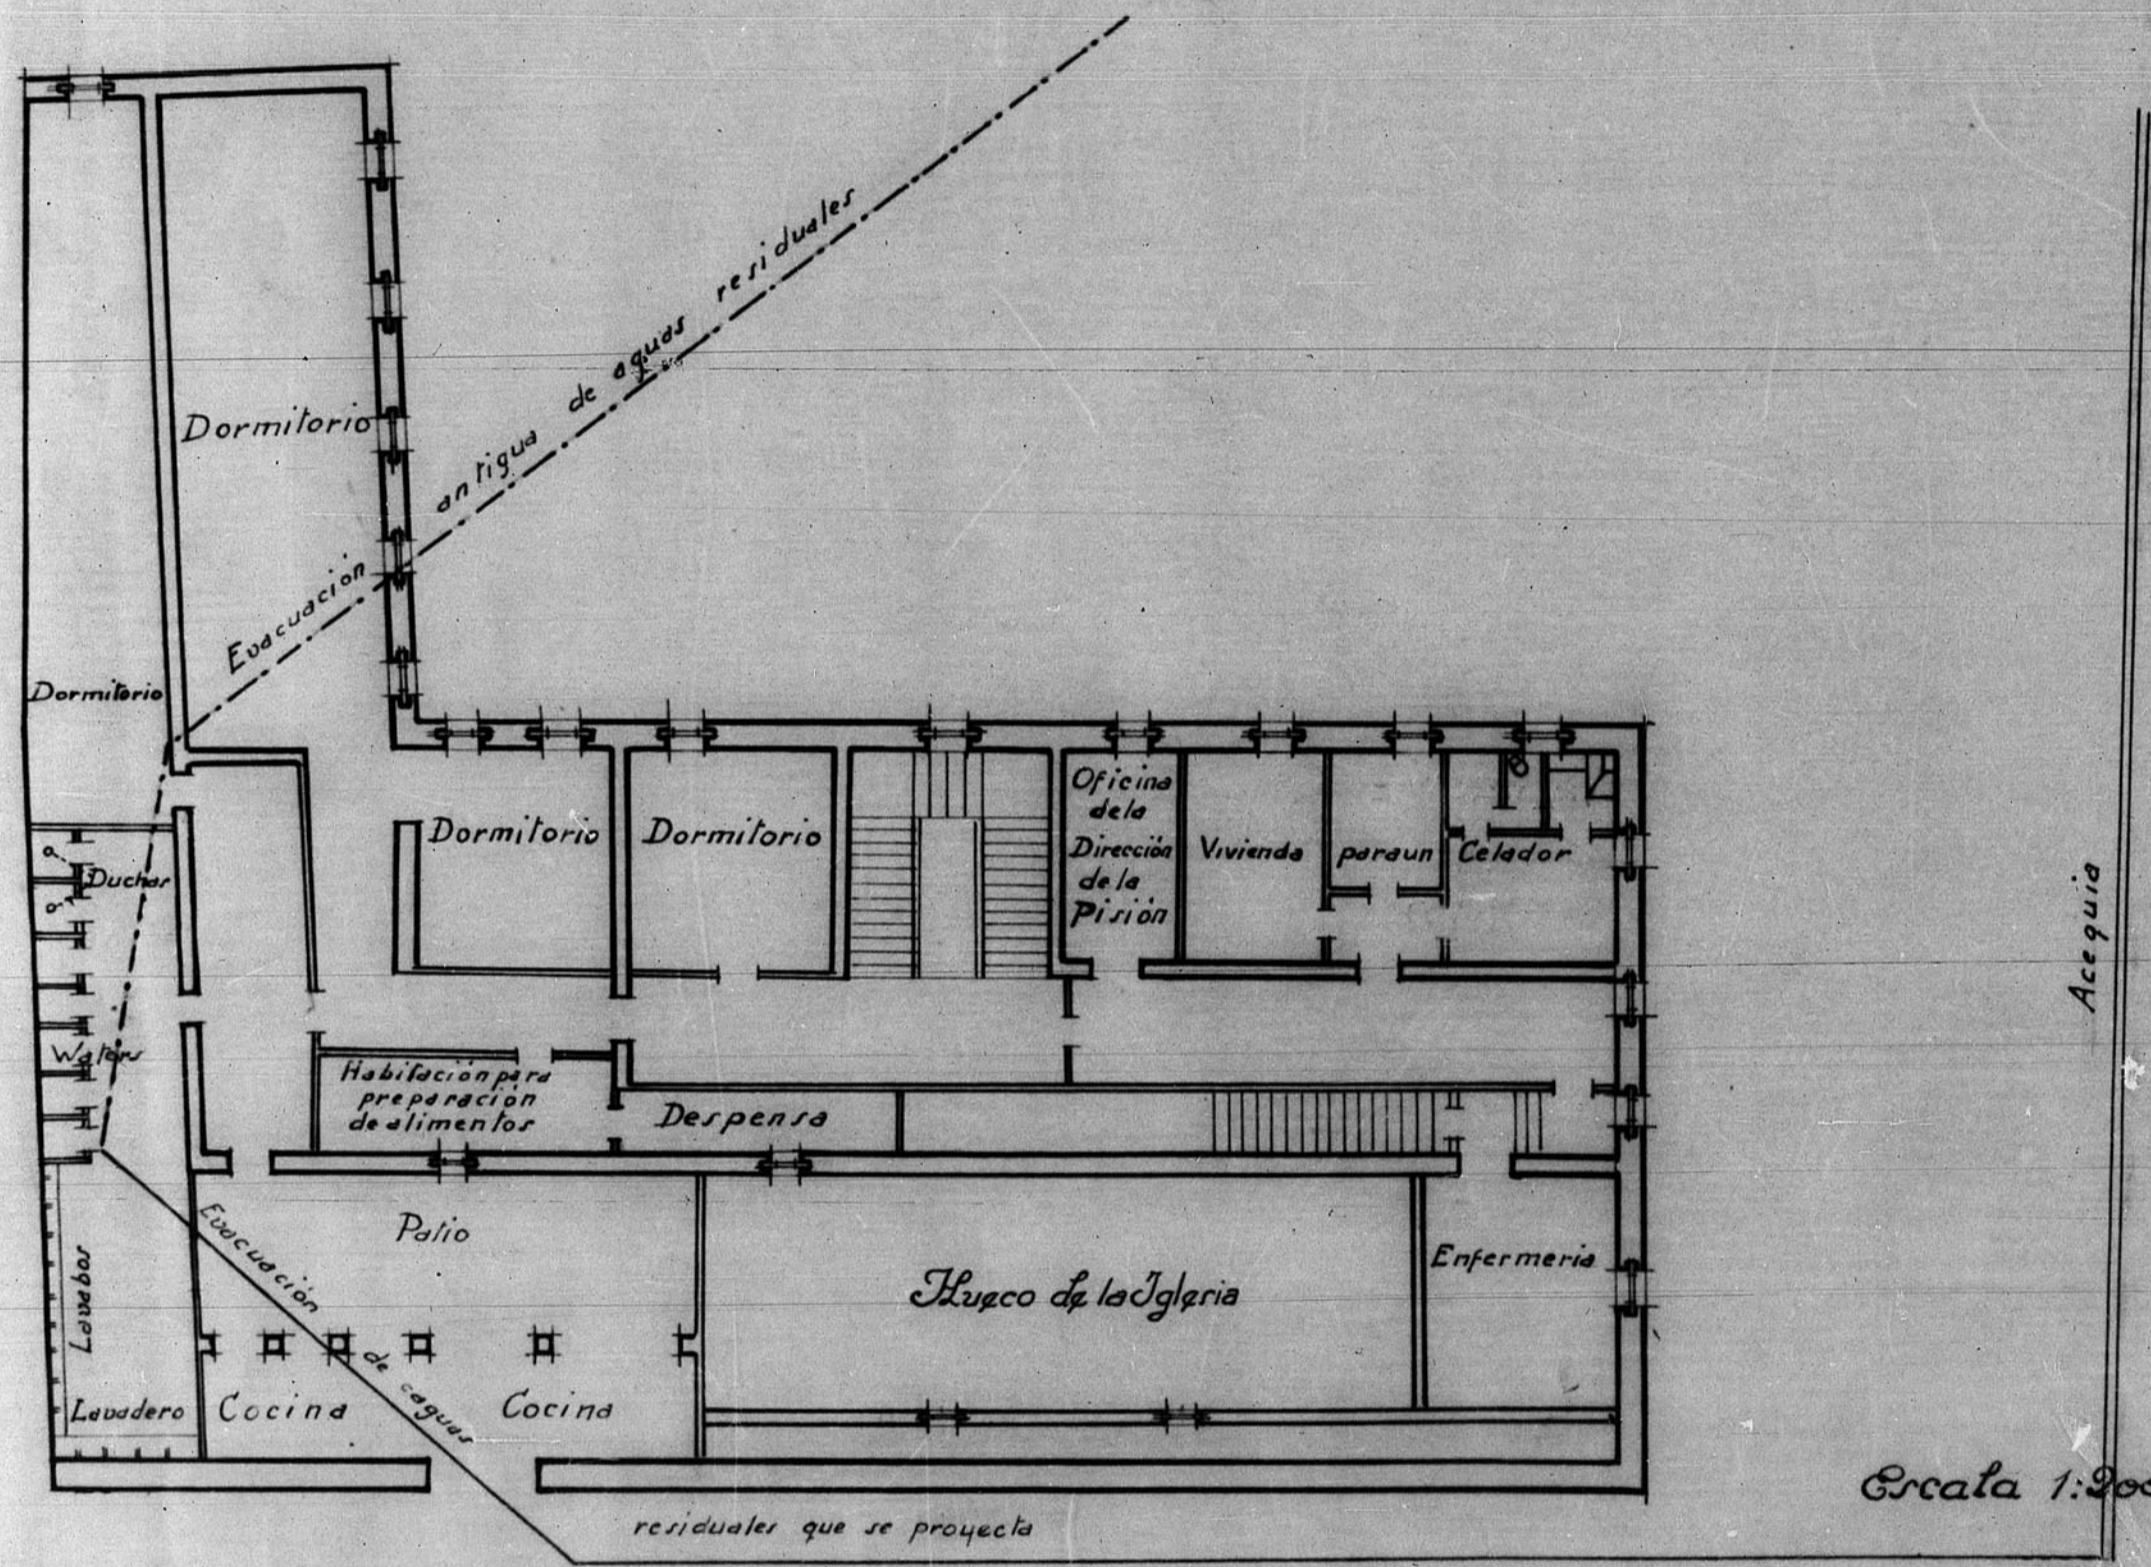 Evacuación antigua de aguas residuales
Dormitorio
Dormitorio
Dormitorio
Dormitorio
Oficina
de la
Dirección
de la
Pisión
Vivienda para un Celador
Duchas
Waters
Habitación para
preparación
de alimentos
Despensa
Acequia
Patio
Hueco de la Iglesia
Enfermeria
Lavabos
Lavadero
Cocina
Cocina
Evacuación de aguas
residuales que se proyecta
Escala 1:200